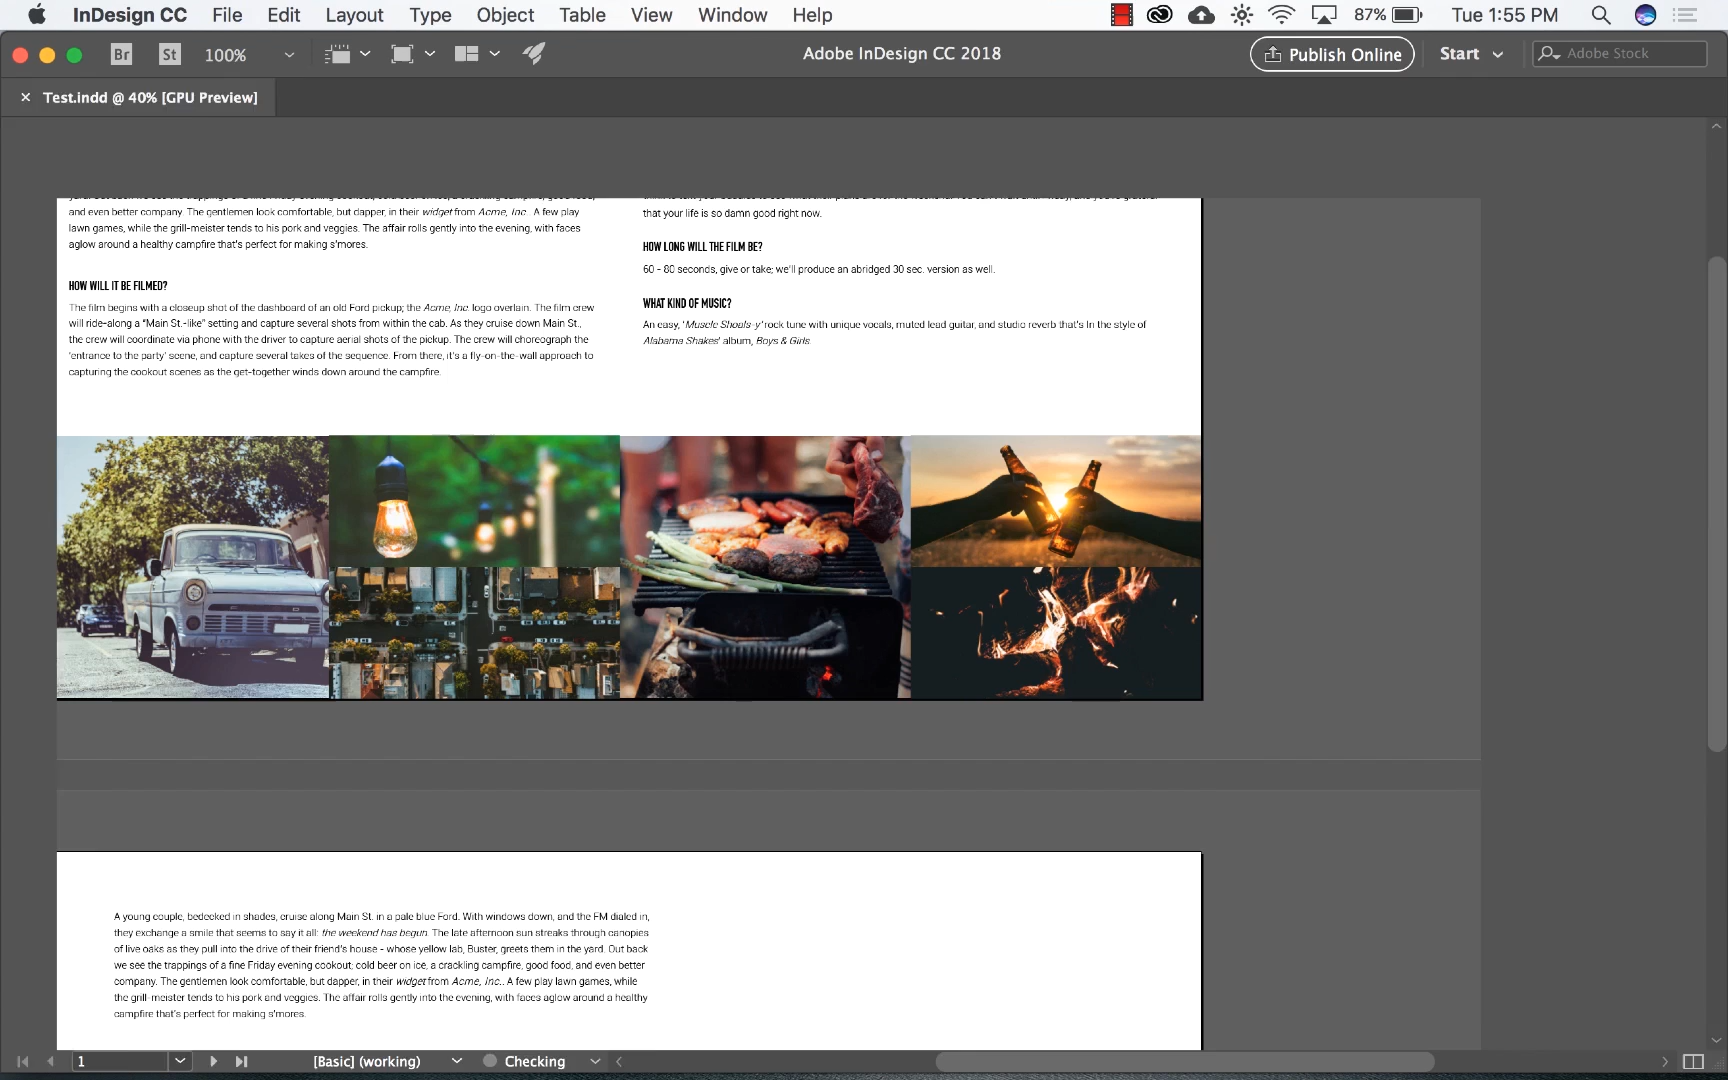 InDesign CC File Edit Layout Type Object Table View Window Help 87% Tue 1:55 PM
Br St 100% Adobe InDesign CC 2018 Publish Online Start Adobe Stock
× Test.indd @ 40% [GPU Preview]
and even better company. The gentlemen look comfortable, but dapper, in their widget from Acme, Inc.. A few play
lawn games, while the grill-meister tends to his pork and veggies. The affair rolls gently into the evening, with faces
aglow around a healthy campfire that's perfect for making s'mores.
HOW WILL IT BE FILMED?
The film begins with a closeup shot of the dashboard of an old Ford pickup; the Acme, Inc. logo overlain. The film crew
will ride-along a "Main St.-like" setting and capture several shots from within the cab. As they cruise down Main St.,
the crew will coordinate via phone with the driver to capture aerial shots of the pickup. The crew will choreograph the
'entrance to the party' scene, and capture several takes of the sequence. From there, it's a fly-on-the-wall approach to
capturing the cookout scenes as the get-together winds down around the campfire.
that your life is so damn good right now.
HOW LONG WILL THE FILM BE?
60 - 80 seconds, give or take; we'll produce an abridged 30 sec. version as well.
WHAT KIND OF MUSIC?
An easy, 'Muscle Shoals-y' rock tune with unique vocals, muted lead guitar, and studio reverb that's In the style of
Alabama Shakes' album, Boys & Girls.
A young couple, bedecked in shades, cruise along Main St. in a pale blue Ford. With windows down, and the FM dialed in,
they exchange a smile that seems to say it all: the weekend has begun. The late afternoon sun streaks through canopies
of live oaks as they pull into the drive of their friend's house - whose yellow lab, Buster, greets them in the yard. Out back
we see the trappings of a fine Friday evening cookout; cold beer on ice, a crackling campfire, good food, and even better
company. The gentlemen look comfortable, but dapper, in their widget from Acme, Inc.. A few play lawn games, while
the grill-meister tends to his pork and veggies. The affair rolls gently into the evening, with faces aglow around a healthy
campfire that's perfect for making s'mores.
1 [Basic] (working) Checking